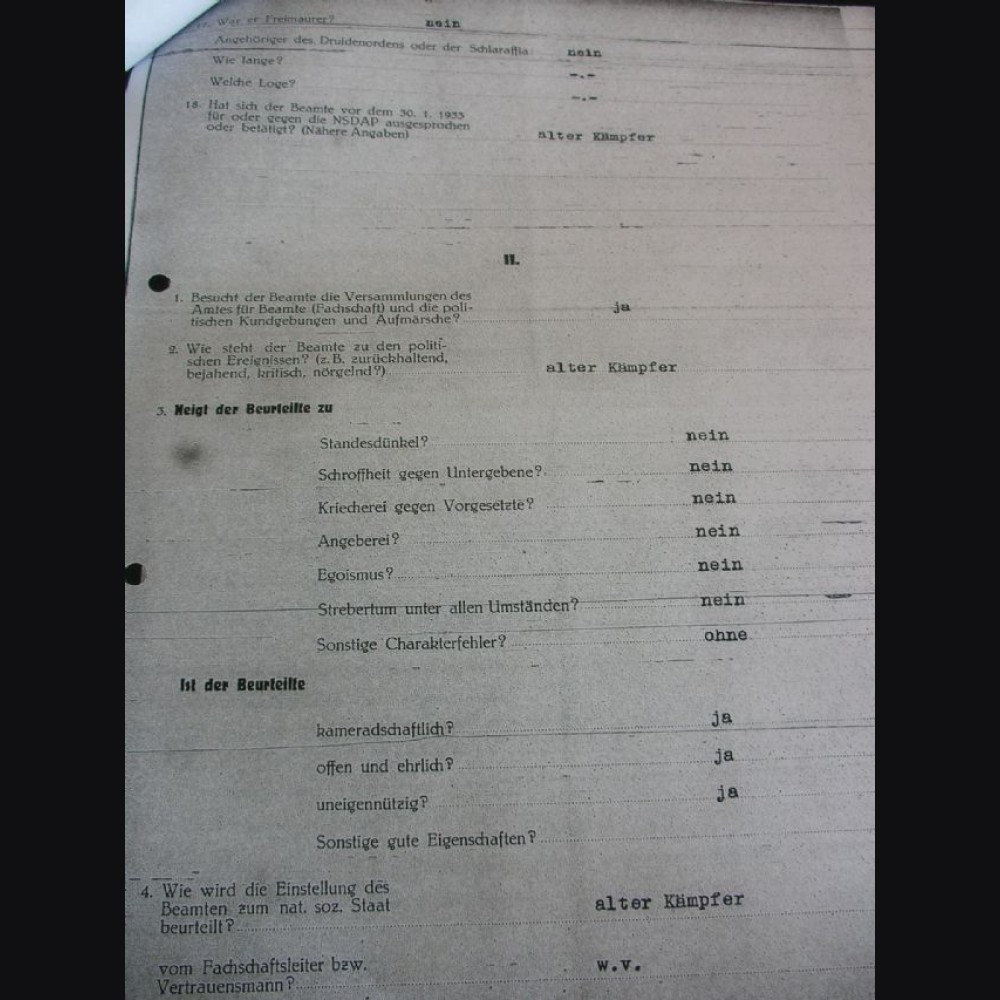 War er Freimaurer? nein
Angehöriger des Druidenordens oder der Schlaraffia: nein
Wie lange? -.-
Welche Loge? -.-
18. Hat sich der Beamte vor dem 30. 1. 1933
für oder gegen die NSDAP ausgesprochen
oder betätigt? (Nähere Angaben) alter Kämpfer
II.
1. Besucht der Beamte die Versammlungen des
Amtes für Beamte (Fachschaft) und die poli-
tischen Kundgebungen und Aufmärsche? ja
2. Wie steht der Beamte zu den politi-
schen Ereignissen? (z. B. zurückhaltend,
bejahend, kritisch, nörgelnd?) alter Kämpfer
3. Neigt der Beurteilte zu
Standesdünkel? nein
Schroffheit gegen Untergebene? nein
Kriecherei gegen Vorgesetzte? nein
Angeberei? nein
Egoismus? nein
Strebertum unter allen Umständen? nein
Sonstige Charakterfehler? ohne
Ist der Beurteilte
kameradschaftlich? ja
offen und ehrlich? ja
uneigennützig? ja
Sonstige gute Eigenschaften?
4. Wie wird die Einstellung des
Beamten zum nat. soz. Staat
beurteilt? alter Kämpfer
vom Fachschaftsleiter bzw. w.v.
Vertrauensmann?